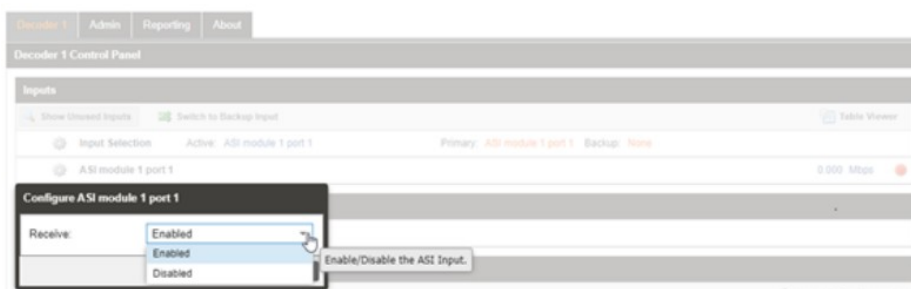 Decoder 1 Admin Reporting About
Decoder 1 Control Panel
Inputs
Show Unused Inputs Switch to Backup Input Table Viewer
Input Selection Active: ASI module 1 port 1 Primary: ASI module 1 port 1 Backup: None
ASI module 1 port 1 0.000 Mbps
Configure ASI module 1 port 1
Receive: Enabled
Enabled
Enable/Disable the ASI Input.
Disabled